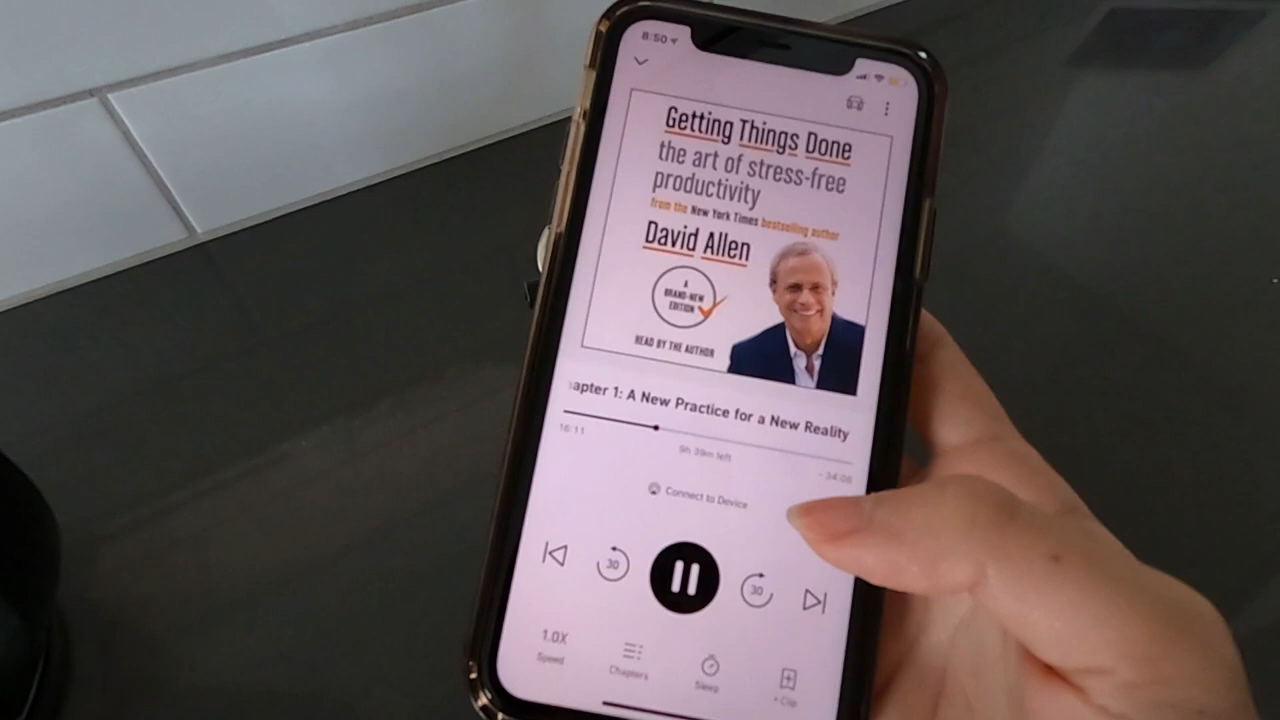 8:50
Getting Things Done
the art of stress-free
productivity
from the New York Times bestselling author
David Allen
A
BRAND-NEW
EDITION
READ BY THE AUTHOR
apter 1: A New Practice for a New Reality
16:11
9h 39m left
- 34:06
Connect to Device
30
30
1.0X
Speed
Chapters
Sleep
+ Clip